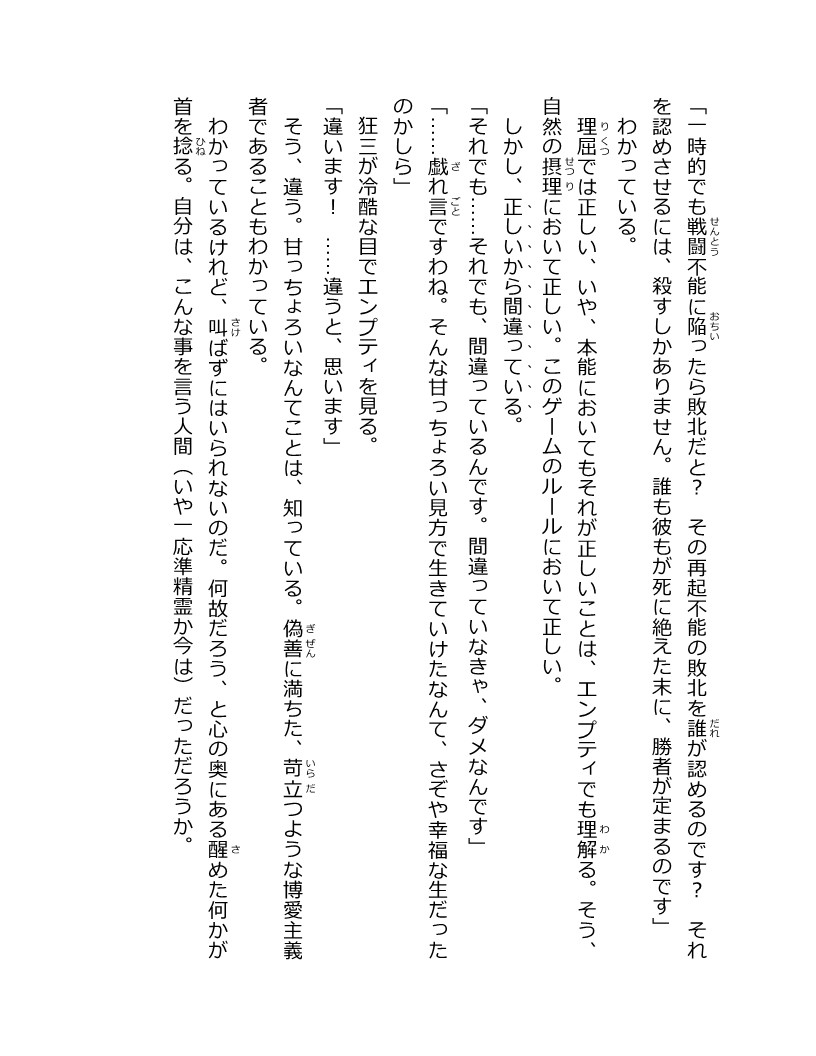 「一時的でも戦闘不能に陥ったら敗北だと？　その再起不能の敗北を誰が認めるのです？　それ
を認めさせるには、殺すしかありません。誰も彼もが死に絶えた末に、勝者が定まるのです」
わかっている。
理屈では正しい、いや、本能においてもそれが正しいことは、エンプティでも理解る。そう、
自然の摂理において正しい。このゲームのルールにおいて正しい。
しかし、正しいから間違っている。
「それでも……それでも、間違っているんです。間違っていなきゃ、ダメなんです」
「……戯れ言ですわね。そんな甘っちょろい見方で生きていけたなんて、さぞや幸福な生だった
のかしら」
狂三が冷酷な目でエンプティを見る。
「違います！　……違うと、思います」
そう、違う。甘っちょろいなんてことは、知っている。偽善に満ちた、苛立つような博愛主義
者であることもわかっている。
わかっているけれど、叫ばずにはいられないのだ。何故だろう、と心の奥にある醒めた何かが
首を捻る。自分は、こんな事を言う人間（いや一応準精霊か今は）だっただろうか。